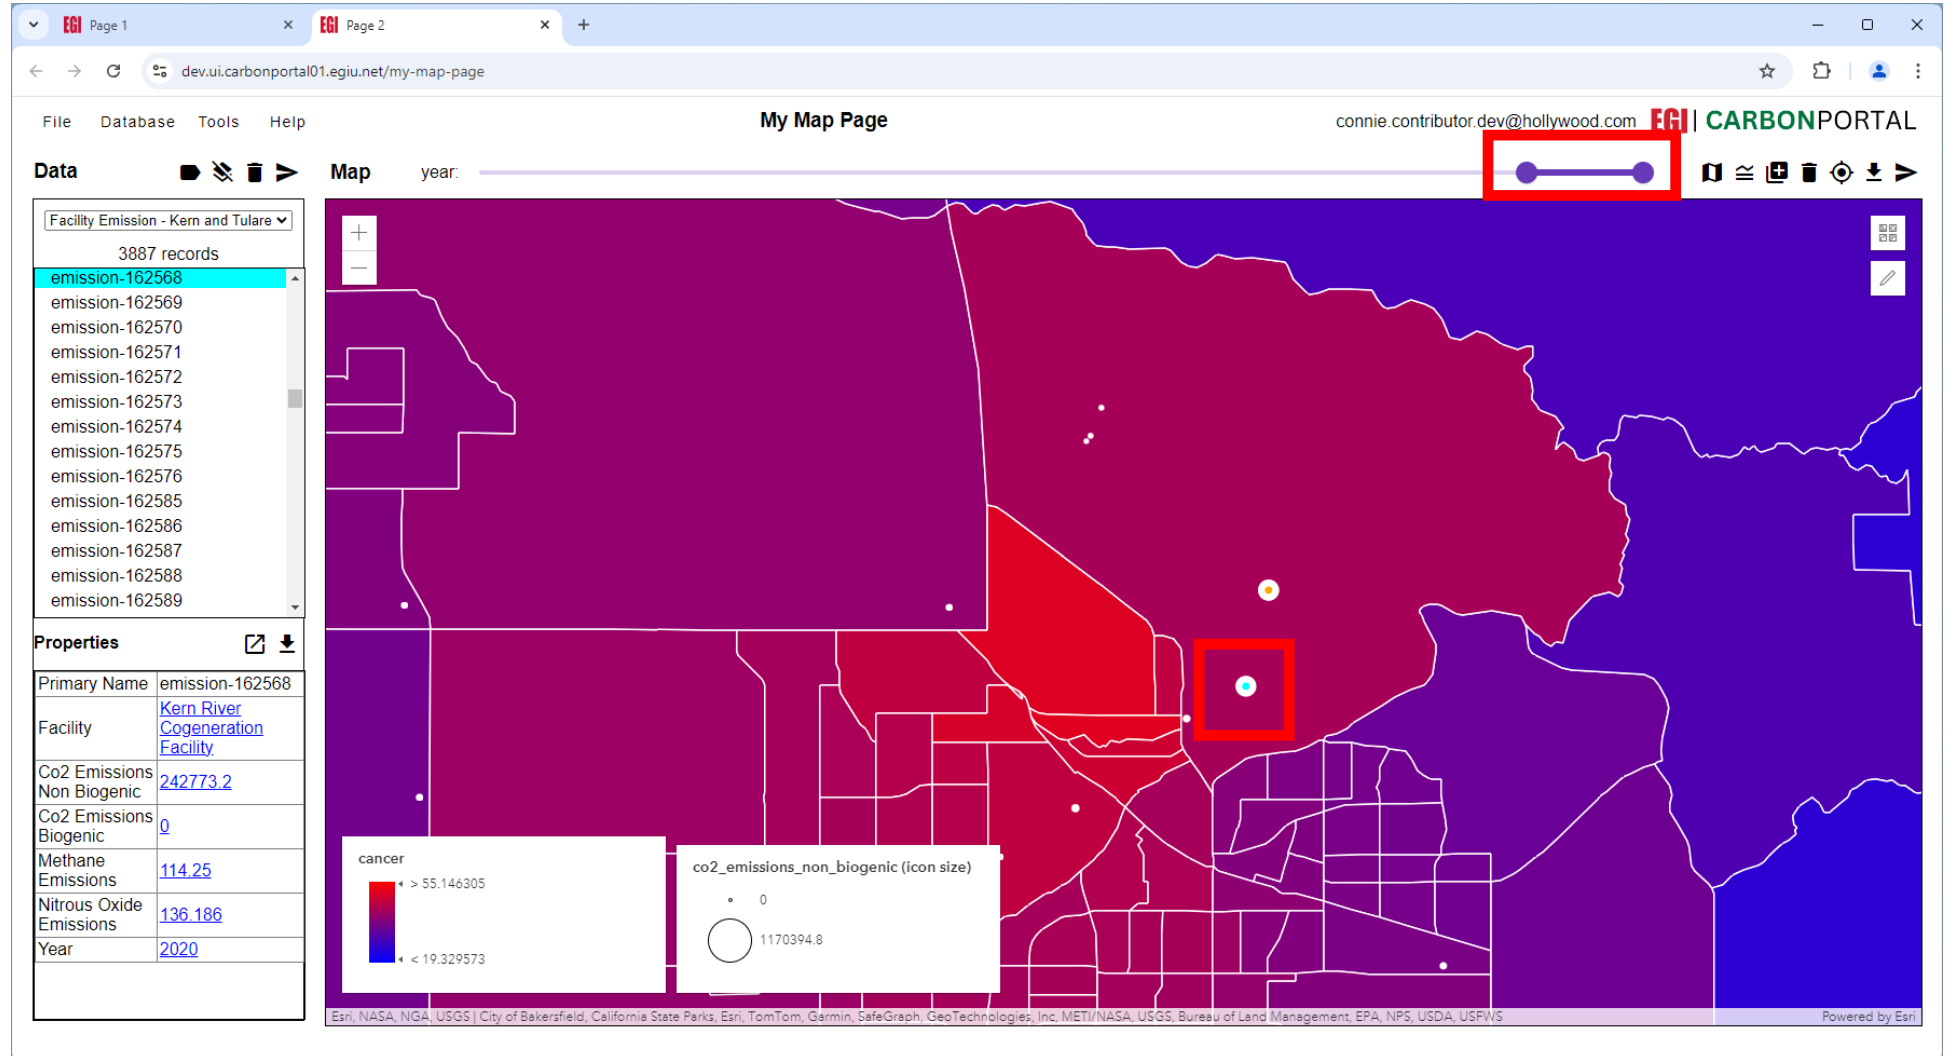 EGI Page 1
EGI Page 2
dev.ui.carbonportal01.egiu.net/my-map-page
File Database Tools Help
My Map Page
connie.contributor.dev@hollywood.com
EGI | CARBONPORTAL
Data
Map
year:
Facility Emission - Kern and Tulare
3887 records
emission-162568
emission-162569
emission-162570
emission-162571
emission-162572
emission-162573
emission-162574
emission-162575
emission-162576
emission-162585
emission-162586
emission-162587
emission-162588
emission-162589
Properties
Primary Name emission-162568
Facility Kern River
Cogeneration
Facility
Co2 Emissions
Non Biogenic 242773.2
Co2 Emissions
Biogenic 0
Methane
Emissions 114.25
Nitrous Oxide
Emissions 136.186
Year 2020
cancer
> 55.146305
< 19.329573
co2_emissions_non_biogenic (icon size)
0
1170394.8
Esri, NASA, NGA, USGS | City of Bakersfield, California State Parks, Esri, TomTom, Garmin, SafeGraph, GeoTechnologies, Inc, METI/NASA, USGS, Bureau of Land Management, EPA, NPS, USDA, USFWS
Powered by Esri